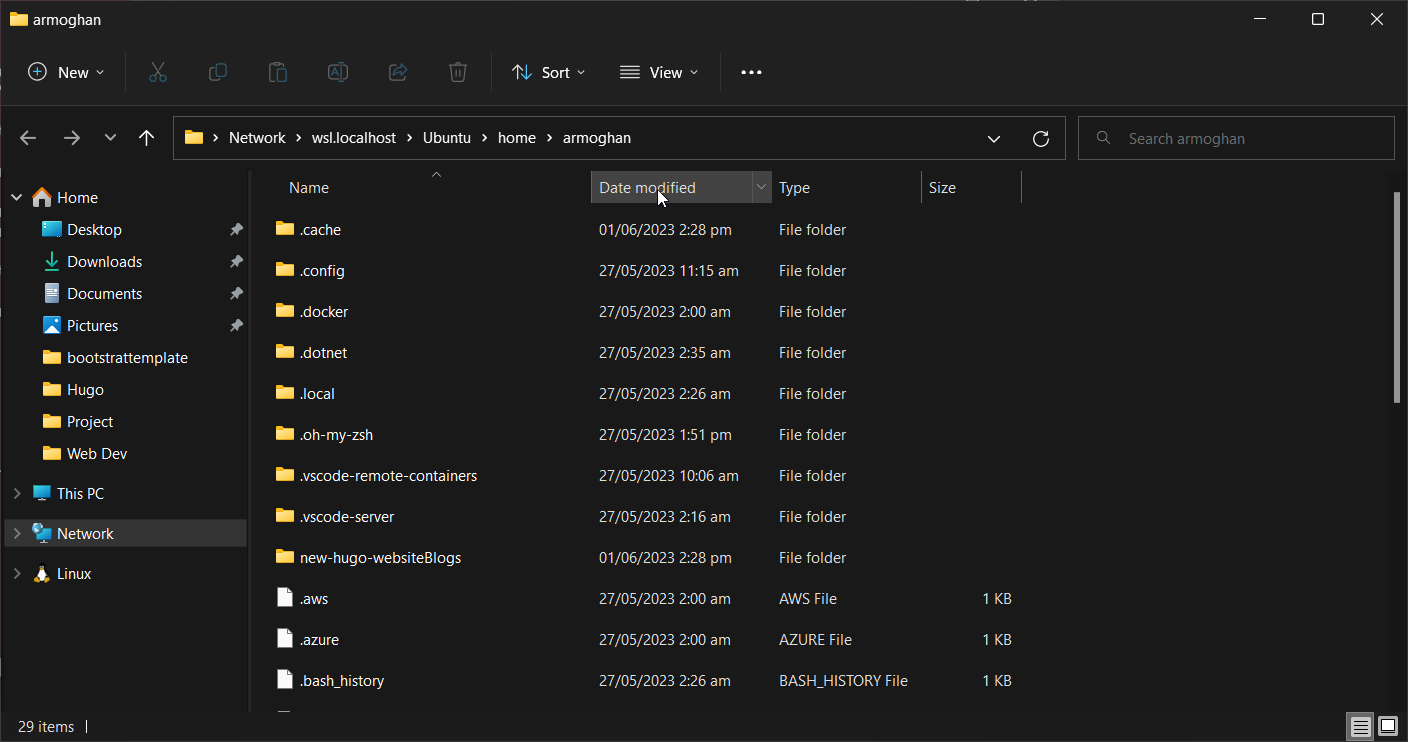 armoghan
New
Sort
View
Network > wsl.localhost > Ubuntu > home > armoghan
Search armoghan
Home
Desktop
Downloads
Documents
Pictures
bootstrattemplate
Hugo
Project
Web Dev
This PC
Network
Linux
Name Date modified Type Size
.cache 01/06/2023 2:28 pm File folder
.config 27/05/2023 11:15 am File folder
.docker 27/05/2023 2:00 am File folder
.dotnet 27/05/2023 2:35 am File folder
.local 27/05/2023 2:26 am File folder
.oh-my-zsh 27/05/2023 1:51 pm File folder
.vscode-remote-containers 27/05/2023 10:06 am File folder
.vscode-server 27/05/2023 2:16 am File folder
new-hugo-websiteBlogs 01/06/2023 2:28 pm File folder
.aws 27/05/2023 2:00 am AWS File 1 KB
.azure 27/05/2023 2:00 am AZURE File 1 KB
.bash_history 27/05/2023 2:26 am BASH_HISTORY File 1 KB
29 items